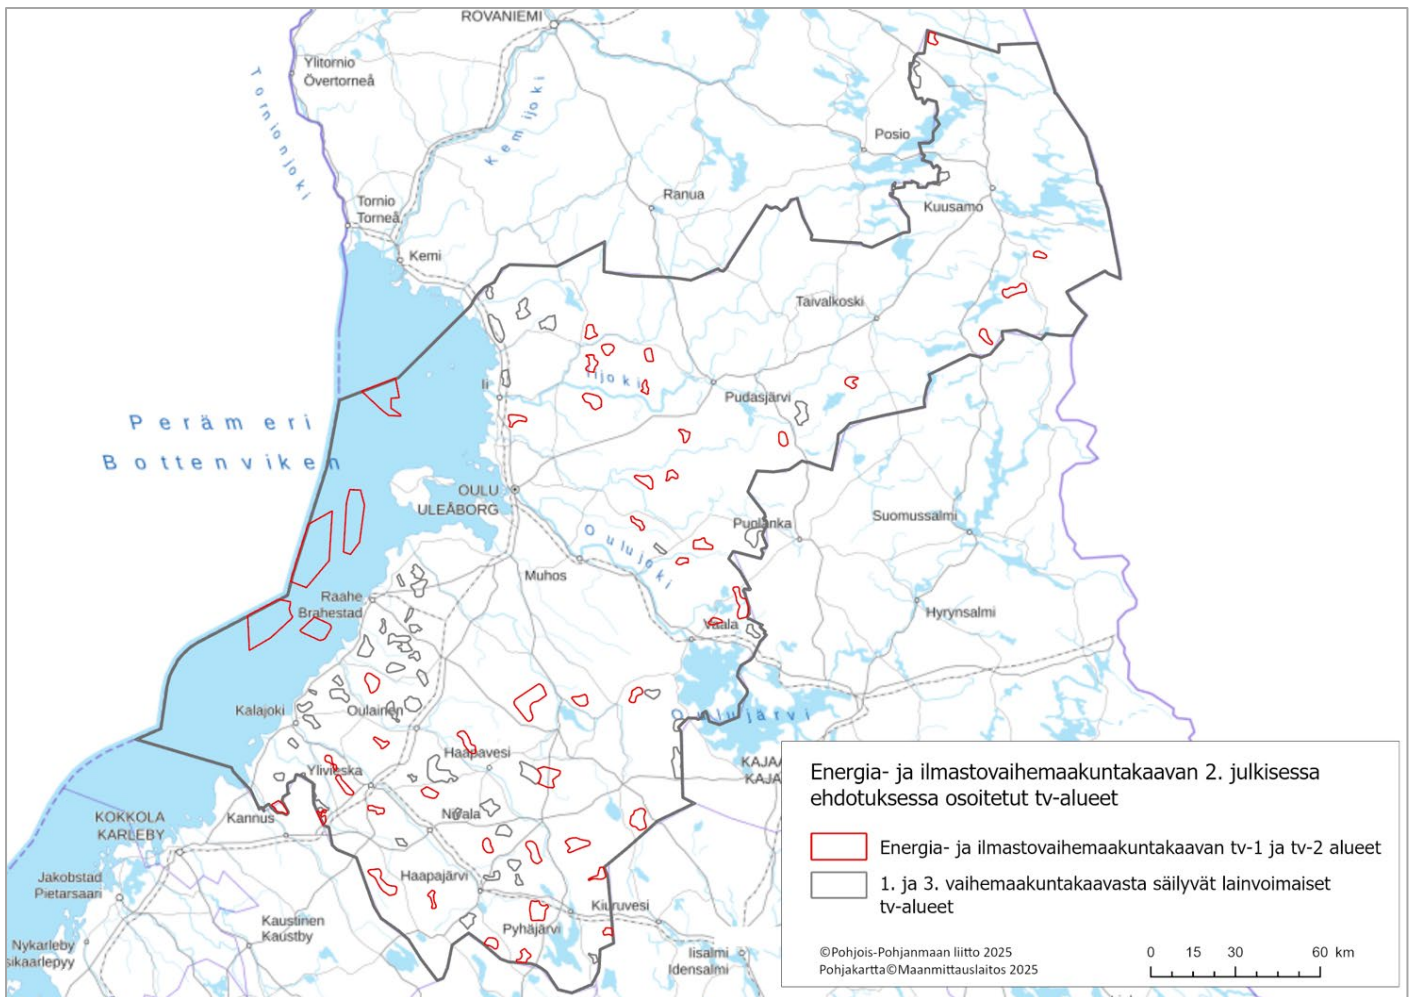 ROVANIEMI
Ylitornio
Övertorneå
Tornionjoki
Kemijoki
Posio
Ranua
Kuusamo
Tornio
Torneå
Kemi
Taivalkoski
Ii
Iijoki
Pudasjärvi
Perämeri
Bottenviken
OULU
ULEÅBORG
Puolanka
Suomussalmi
Oulujoki
Muhos
Raahe
Brahestad
Hyrynsalmi
Vaala
Kalajoki
Oulainen
Oulujärvi
Haapavesi
Ylivieska
KAJAA
KAJA
KOKKOLA
KARLEBY
Kannus
Nivala
Jakobstad
Pietarsaari
Haapajärvi
Kiuruvesi
Kaustinen
Kaustby
Pyhäjärvi
Nykarleby
sikaarlepyy
Iisalmi
Idensalmi
Energia- ja ilmastovaihemaakuntakaavan 2. julkisessa
ehdotuksessa osoitetut tv-alueet
Energia- ja ilmastovaihemaakuntakaavan tv-1 ja tv-2 alueet
1. ja 3. vaihemaakuntakaavasta säilyvät lainvoimaiset
tv-alueet
©Pohjois-Pohjanmaan liitto 2025
Pohjakartta©Maanmittauslaitos 2025
0 15 30 60 km